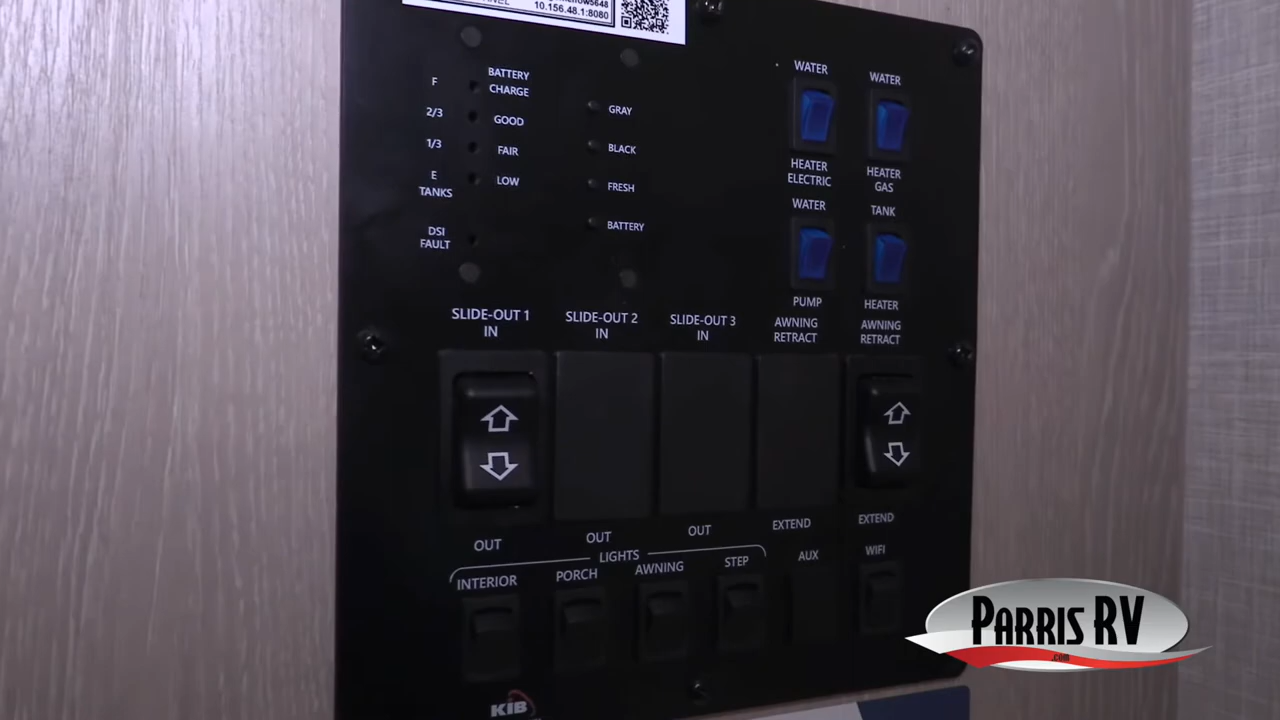 10.156.48.1:8080
BATTERY
CHARGE
F
2/3
GOOD
1/3
FAIR
E
LOW
TANKS
DSI
FAULT
GRAY
BLACK
FRESH
BATTERY
WATER
HEATER
ELECTRIC
WATER
HEATER
GAS
WATER
PUMP
TANK
HEATER
SLIDE-OUT 1
IN
SLIDE-OUT 2
IN
SLIDE-OUT 3
IN
AWNING
RETRACT
AWNING
RETRACT
OUT
OUT
OUT
EXTEND
EXTEND
LIGHTS
INTERIOR
PORCH
AWNING
STEP
AUX
WIFI
KIB
PARRIS RV
.com